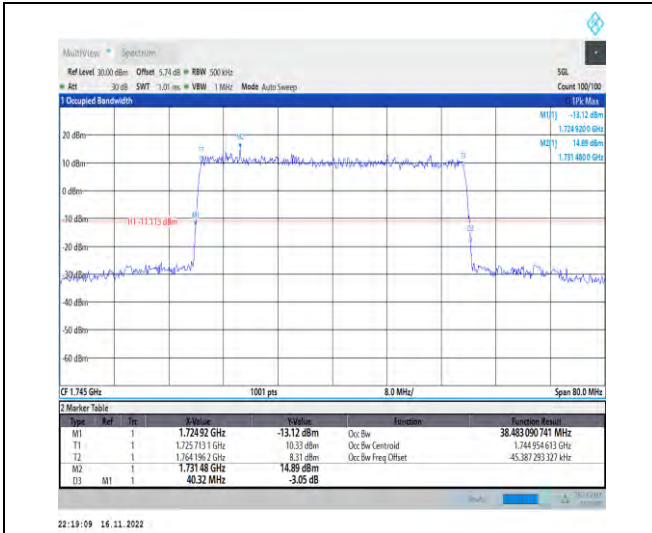 MultiView Spectrum
Ref Level 30.00 dBm Offset 5.74 dB RBW 500 kHz SGL
Att 30 dB SWT 1.01 ms VBW 1 MHz Mode Auto Sweep Count 100/100
1 Occupied Bandwidth 1Pk Max
M1[1] -13.12 dBm
1.724 920 0 GHz
M2[1] 14.89 dBm
1.731 480 0 GHz
20 dBm
10 dBm
0 dBm
-10 dBm
H1 -11.113 dBm
-20 dBm
-30 dBm
-40 dBm
-50 dBm
-60 dBm
T1
M2
T2
M1
D3
CF 1.745 GHz 1001 pts 8.0 MHz/ Span 80.0 MHz
2 Marker Table
Type Ref Trc X-Value Y-Value Function Function Result
M1 1 1.724 92 GHz -13.12 dBm Occ Bw 38.483 090 741 MHz
T1 1 1.725 713 1 GHz 10.33 dBm Occ Bw Centroid 1.744 954 613 GHz
T2 1 1.764 196 2 GHz 8.31 dBm Occ Bw Freq Offset -45.387 293 327 kHz
M2 1 1.731 48 GHz 14.89 dBm
D3 M1 1 40.32 MHz -3.05 dB
22:19:09 16.11.2022